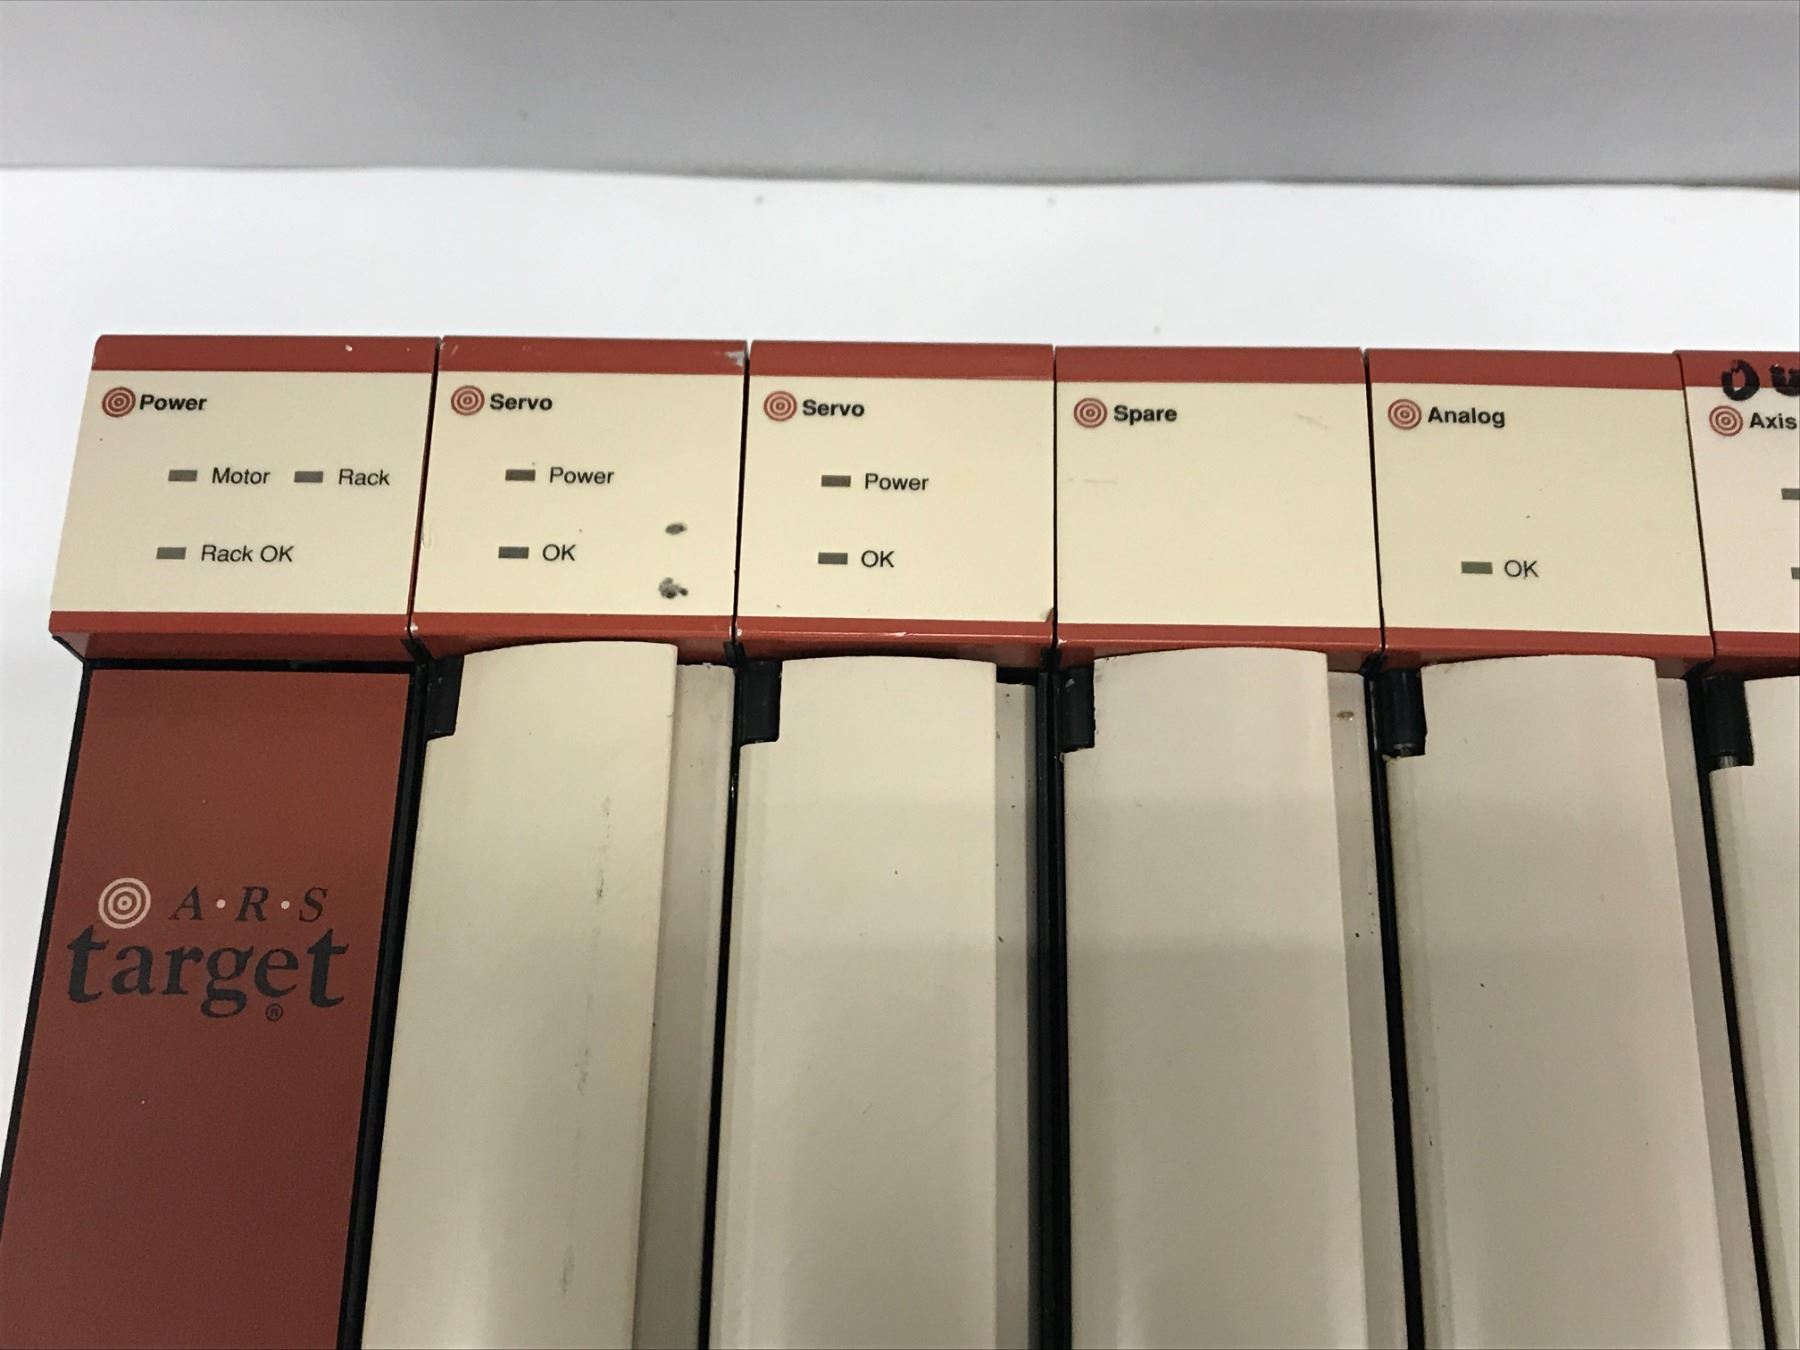 Power
Motor Rack
Rack OK
Servo
Power
OK
Servo
Power
OK
Spare
Analog
OK
Axis
A·R·S
target®